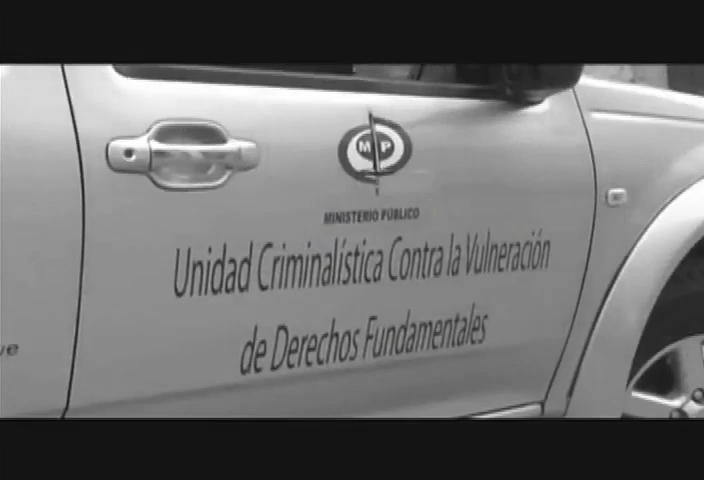 MP
MINISTERIO PÚBLICO
Unidad Criminalística Contra la Vulneración
de Derechos Fundamentales